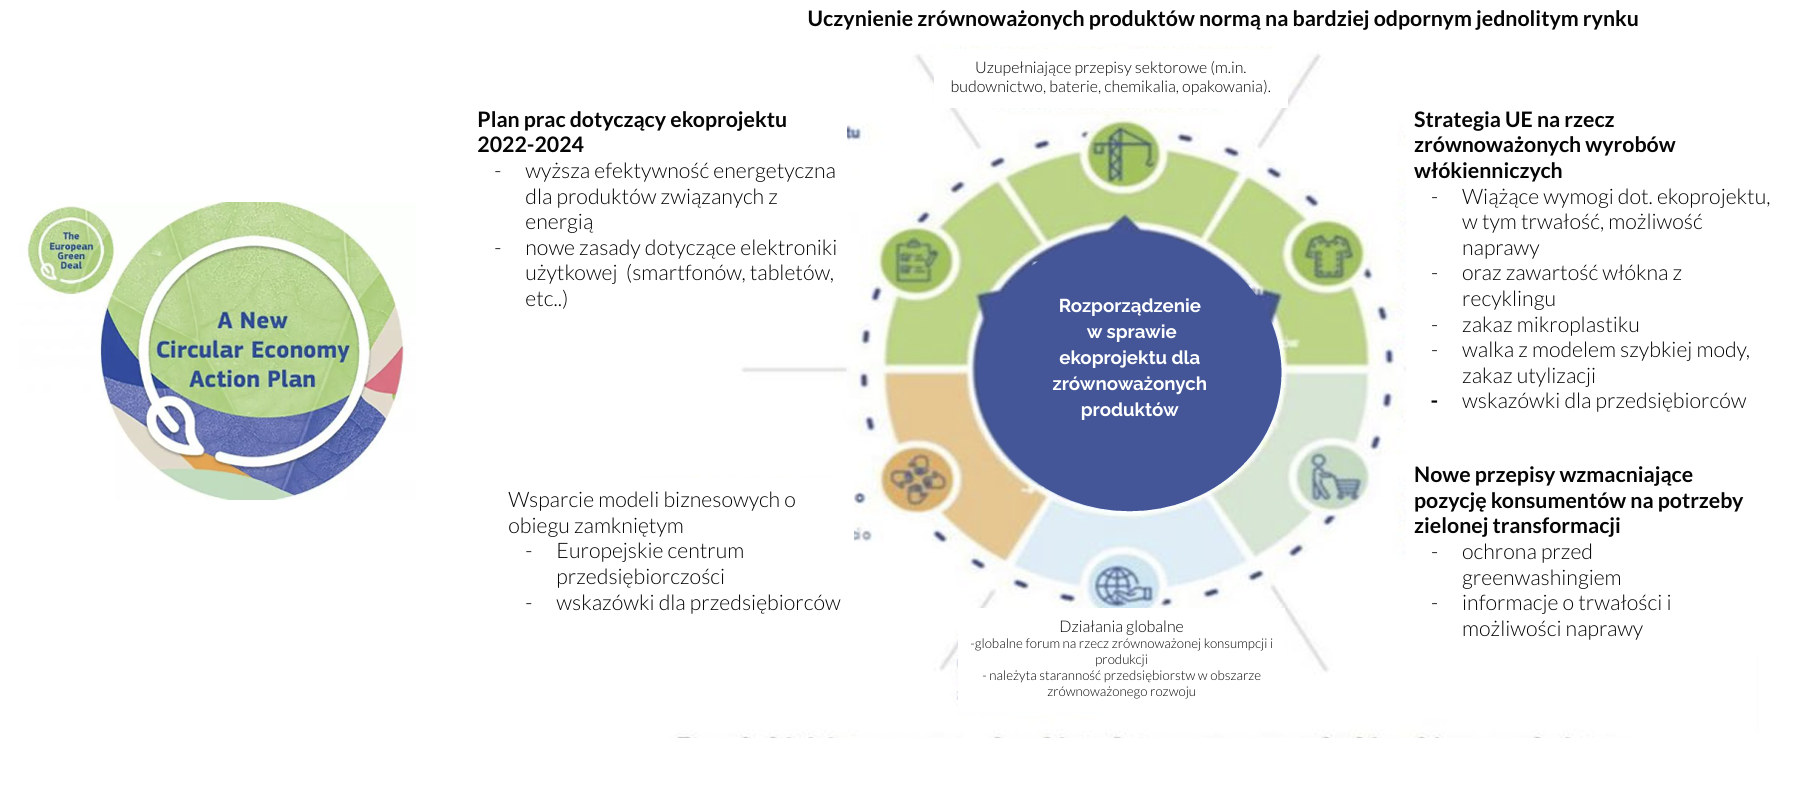 Uczynienie zrównoważonych produktów normą na bardziej odpornym jednolitym rynku
The
European
Green
Deal
A New
Circular Economy
Action Plan
Plan prac dotyczący ekoprojektu
2022-2024
- wyższa efektywność energetyczna
dla produktów związanych z
energią
- nowe zasady dotyczące elektroniki
użytkowej (smartfonów, tabletów,
etc..)
Wsparcie modeli biznesowych o
obiegu zamkniętym
- Europejskie centrum
przedsiębiorczości
- wskazówki dla przedsiębiorców
Uzupełniające przepisy sektorowe (m.in.
budownictwo, baterie, chemikalia, opakowania).
Rozporządzenie
w sprawie
ekoprojektu dla
zrównoważonych
produktów
Działania globalne
-globalne forum na rzecz zrównoważonej konsumpcji i
produkcji
- należyta staranność przedsiębiorstw w obszarze
zrównoważonego rozwoju
Strategia UE na rzecz
zrównoważonych wyrobów
włókienniczych
- Wiążące wymogi dot. ekoprojektu,
w tym trwałość, możliwość
naprawy
- oraz zawartość włókna z
recyklingu
- zakaz mikroplastiku
- walka z modelem szybkiej mody,
zakaz utylizacji
- wskazówki dla przedsiębiorców
Nowe przepisy wzmacniające
pozycję konsumentów na potrzeby
zielonej transformacji
- ochrona przed
greenwashingiem
- informacje o trwałości i
możliwości naprawy